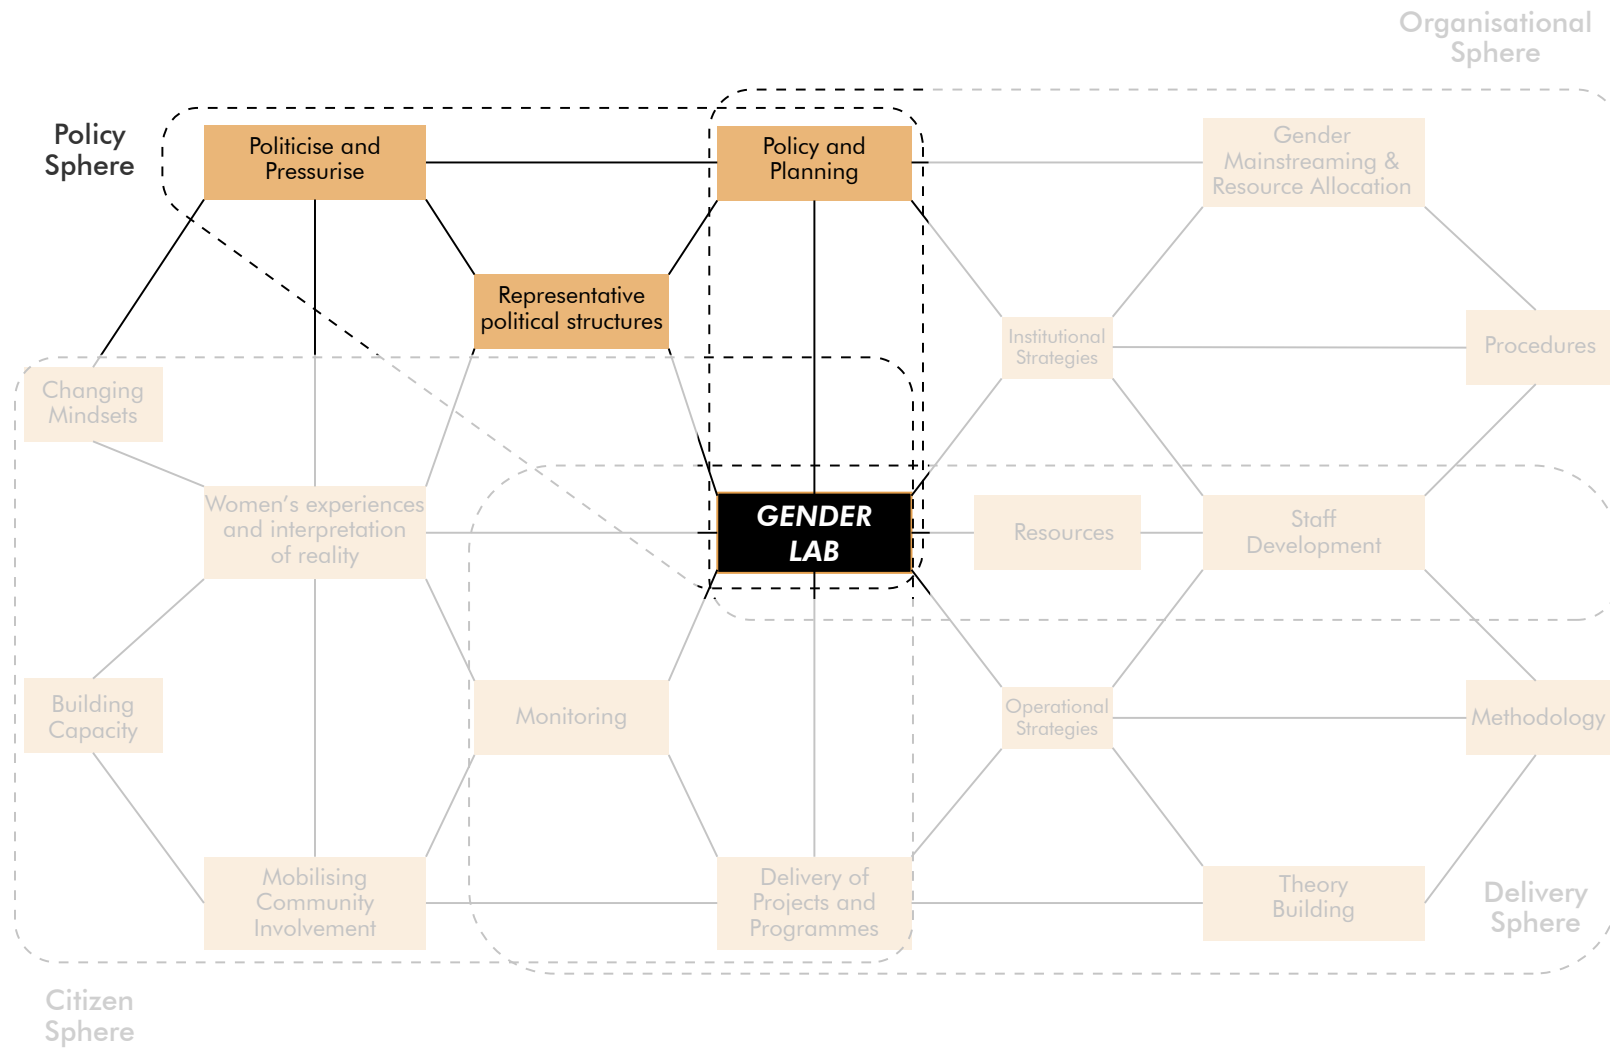 Organisational
Sphere
Policy
Sphere
Politicise and
Pressurise
Policy and
Planning
Gender
Mainstreaming &
Resource Allocation
Representative
political structures
Institutional
Strategies
Procedures
Changing
Mindsets
Women’s experiences
and interpretation
of reality
GENDER
LAB
Resources
Staff
Development
Building
Capacity
Monitoring
Operational
Strategies
Methodology
Mobilising
Community
Involvement
Delivery of
Projects and
Programmes
Theory
Building
Delivery
Sphere
Citizen
Sphere